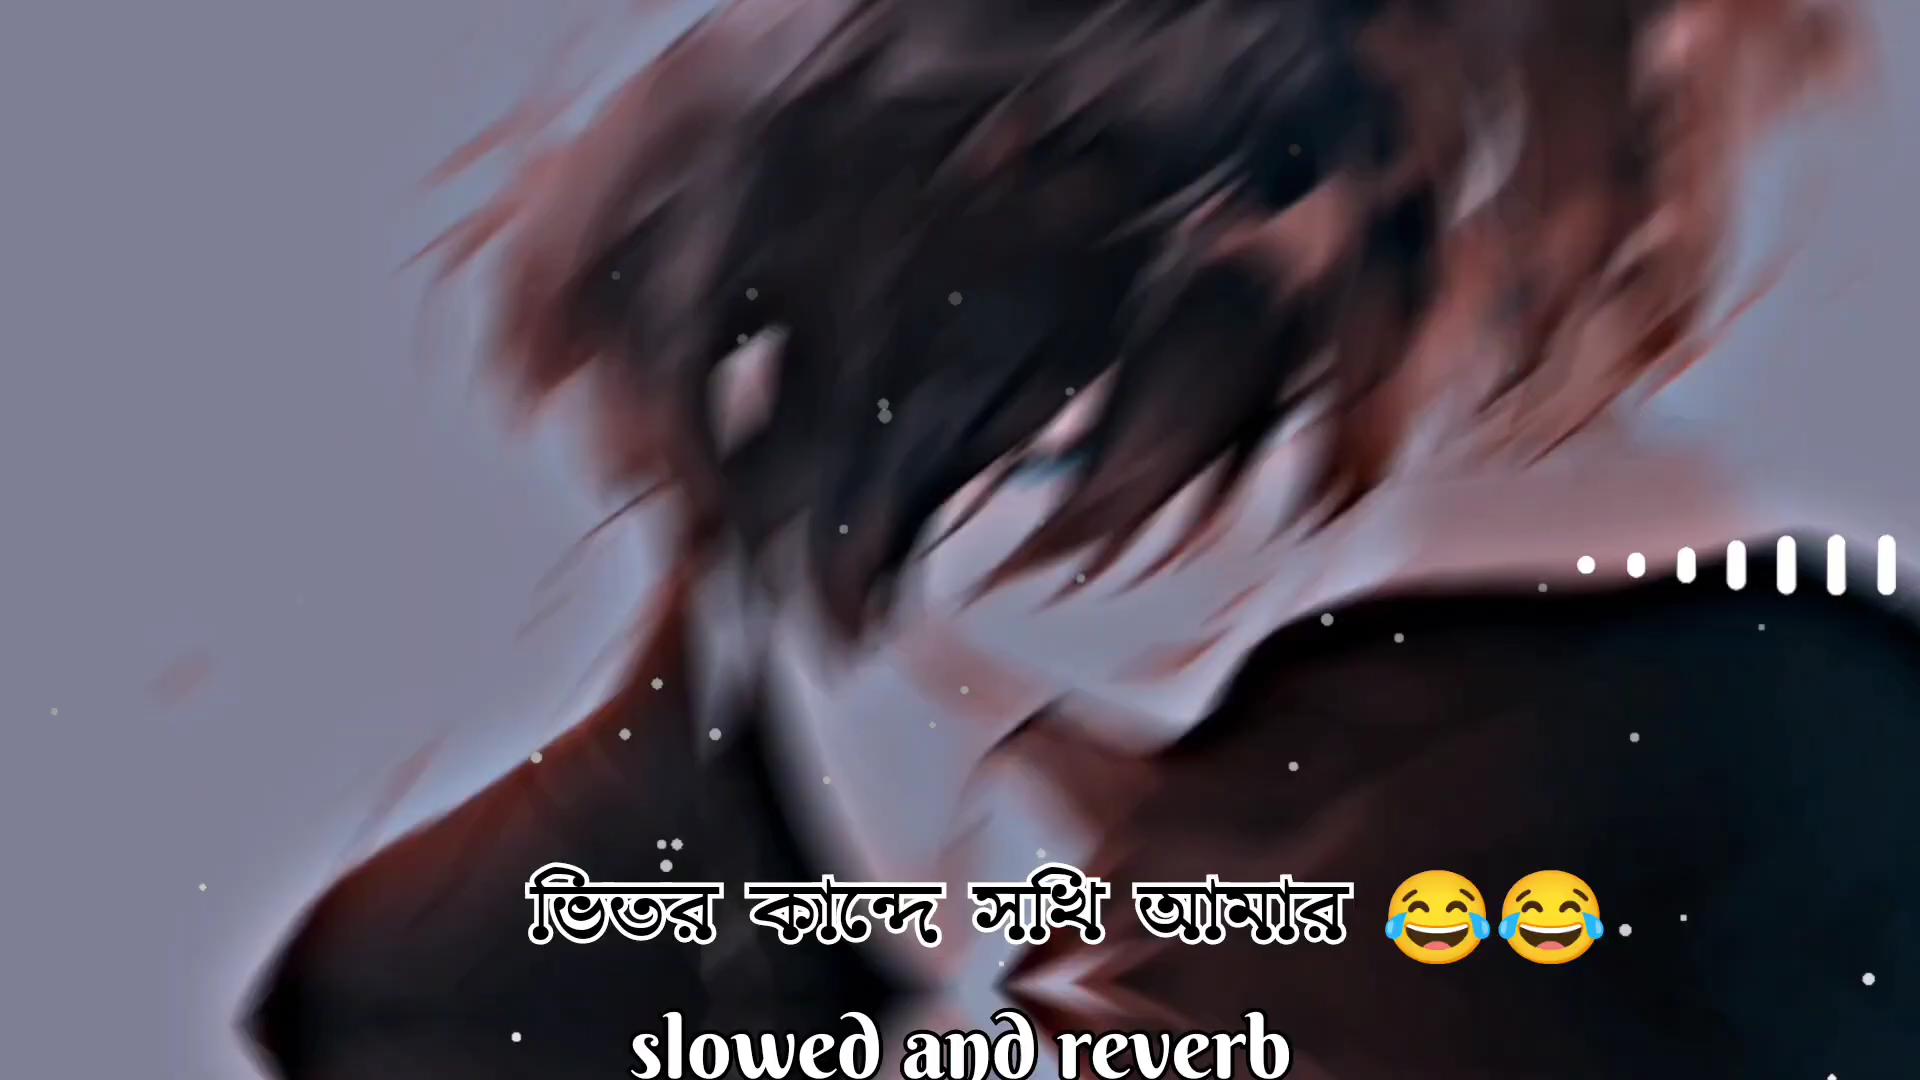 ভিতর কান্দে সখি আমার 😂😂
slowed and reverb